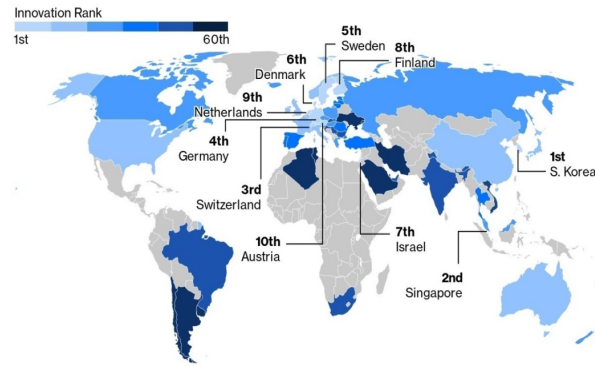 Innovation Rank
1st
60th
5th
Sweden
8th
Finland
6th
Denmark
9th
Netherlands
4th
Germany
3rd
Switzerland
10th
Austria
7th
Israel
1st
S. Korea
2nd
Singapore